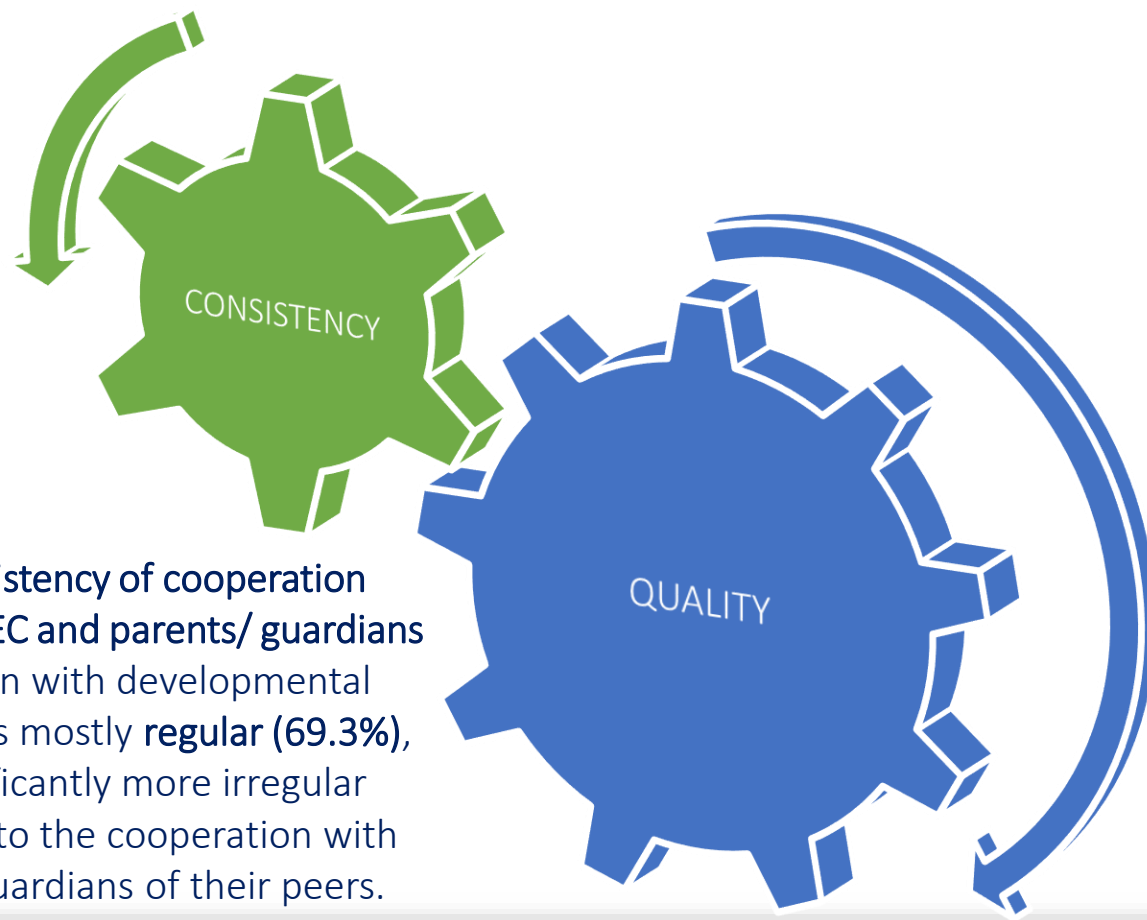 CONSISTENCY
QUALITY
istency of cooperation
EC and parents/ guardians
n with developmental
s mostly regular (69.3%),
ficantly more irregular
to the cooperation with
uardians of their peers.